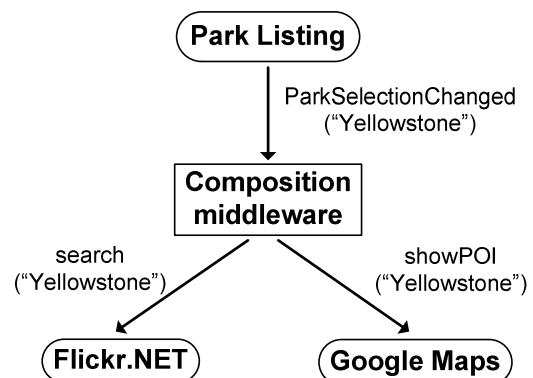 Park Listing
ParkSelectionChanged
(“Yellowstone”)
Composition
middleware
search
(“Yellowstone”)
showPOI
(“Yellowstone”)
Flickr.NET
Google Maps